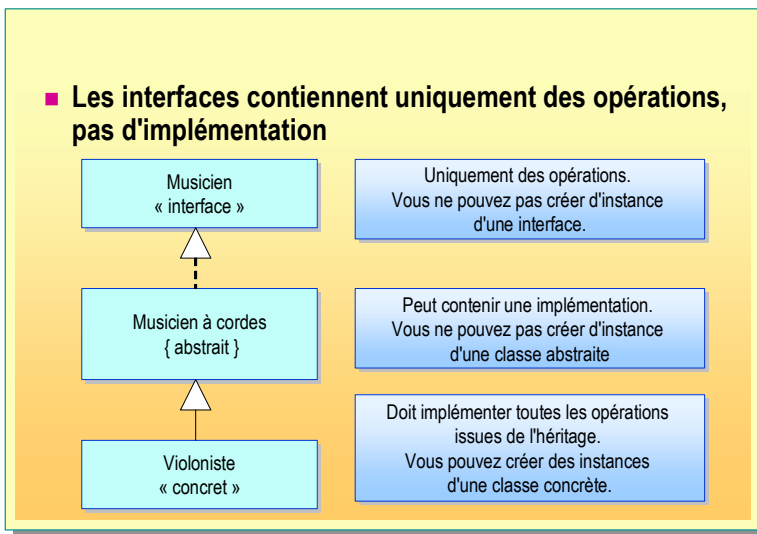 Les interfaces contiennent uniquement des opérations,
pas d'implémentation
Musicien
« interface »
Uniquement des opérations.
Vous ne pouvez pas créer d'instance
d'une interface.
Musicien à cordes
{ abstrait }
Peut contenir une implémentation.
Vous ne pouvez pas créer d'instance
d'une classe abstraite
Violoniste
« concret »
Doit implémenter toutes les opérations
issues de l'héritage.
Vous pouvez créer des instances
d'une classe concrète.